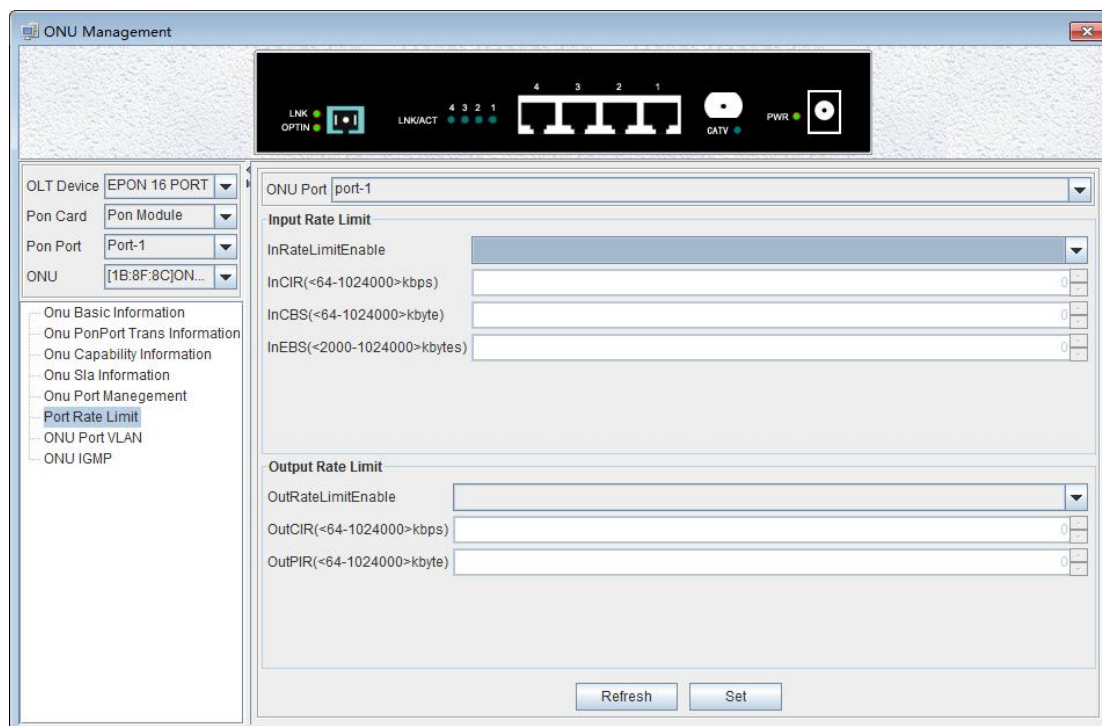 ONU Management
4 3 2 1
LNK
OPTIN
LNK/ACT
4 3 2 1
CATV
PWR
OLT Device EPON 16 PORT
Pon Card Pon Module
Pon Port Port-1
ONU [1B:8F:8C]ON...
Onu Basic Information
Onu PonPort Trans Information
Onu Capability Information
Onu Sla Information
Onu Port Manegement
Port Rate Limit
ONU Port VLAN
ONU IGMP
ONU Port port-1
Input Rate Limit
InRateLimitEnable
InCIR(<64-1024000>kbps) 0
InCBS(<64-1024000>kbyte) 0
InEBS(<2000-1024000>kbytes) 0
Output Rate Limit
OutRateLimitEnable
OutCIR(<64-1024000>kbps) 0
OutPIR(<64-1024000>kbyte) 0
Refresh Set